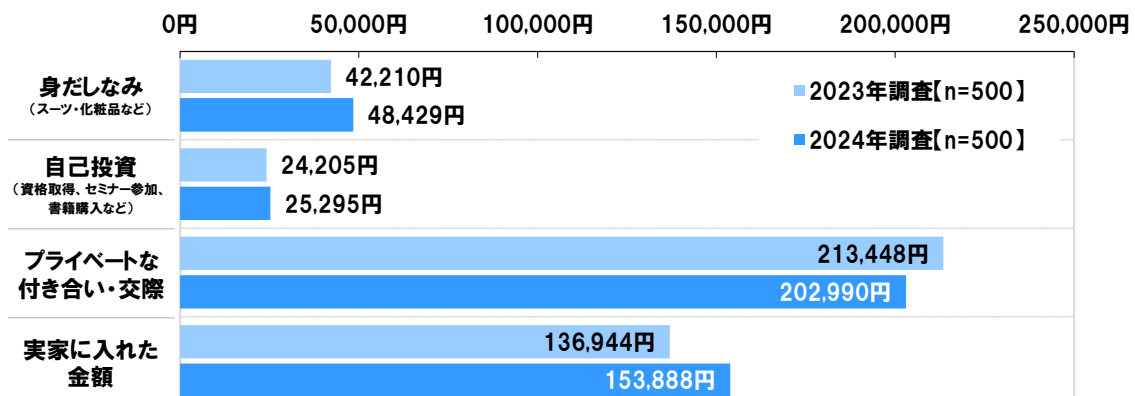 0円 50,000円 100,000円 150,000円 200,000円 250,000円
身だしなみ
（スーツ・化粧品など）
42,210円
48,429円
2023年調査【n=500】
2024年調査【n=500】
自己投資
（資格取得、セミナー参加、
書籍購入など）
24,205円
25,295円
プライベートな
付き合い・交際
213,448円
202,990円
実家に入れた
金額
136,944円
153,888円